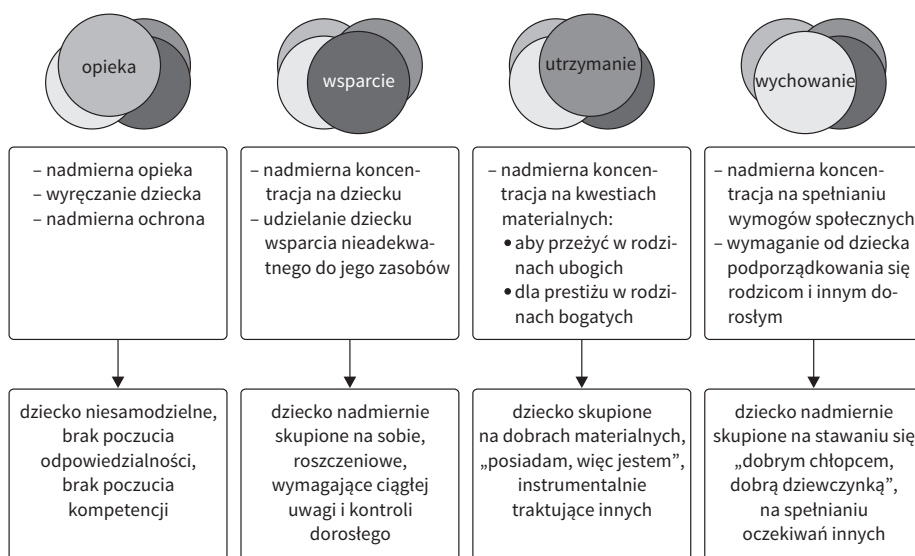 opieka
wsparcie
utrzymanie
wychowanie
– nadmierna opieka
– wyręczanie dziecka
– nadmierna ochrona
– nadmierna koncen-
tracja na dziecku
– udzielanie dziecku
wsparcia nieadekwa-
tnego do jego zasobów
– nadmierna koncen-
tracja na kwestiach
materialnych:
• aby przeżyć w rodzi-
nach ubogich
• dla prestiżu w rodzi-
nach bogatych
– nadmierna koncen-
tracja na spełnianiu
wymogów społecznych
– wymaganie od dziecka
podporządkowania się
rodzicom i innym do-
rosłym
dziecko niesamodzielne,
brak poczucia
odpowiedzialności,
brak poczucia
kompetencji
dziecko nadmiernie
skupione na sobie,
roszczeniowe,
wymagające ciągłej
uwagi i kontroli
dorosłego
dziecko skupione
na dobrach materialnych,
„posiadam, więc jestem”,
instrumentalnie
traktujące innych
dziecko nadmiernie
skupione na stawaniu się
„dobrym chłopcem,
dobrą dziewczynką”,
na spełnianiu
oczekiwań innych